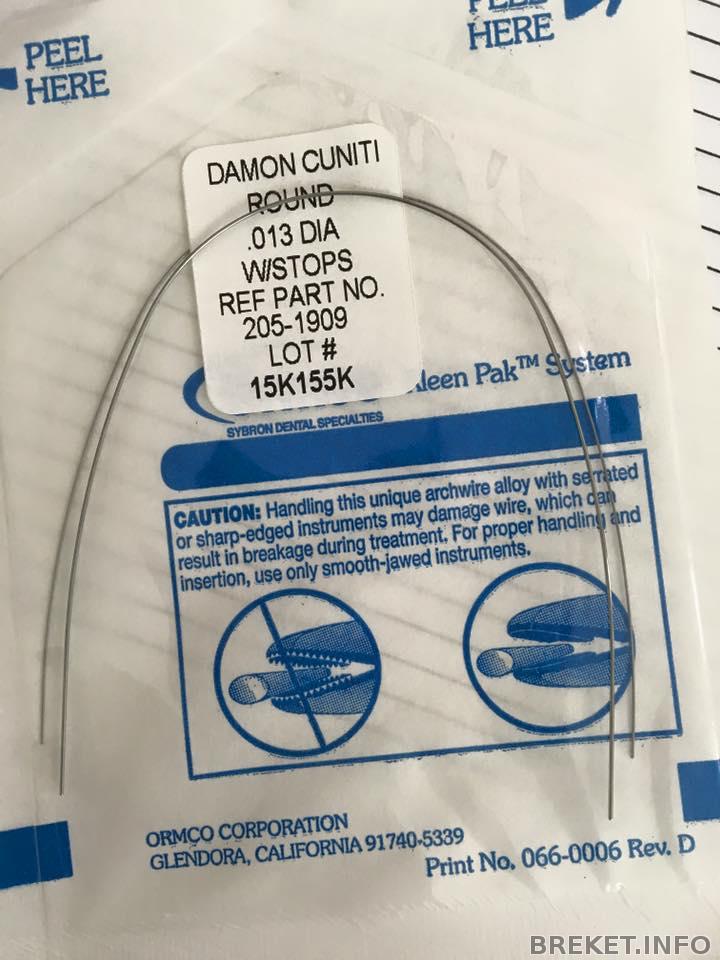 PEEL
HERE
PEEL
HERE
DAMON CUNITI
ROUND
.013 DIA
W/STOPS
REF PART NO.
205-1909
LOT #
15K155K
Kleen Pak™ System
SYBRON DENTAL SPECIALTIES
CAUTION: Handling this unique archwire alloy with serrated
or sharp-edged instruments may damage wire, which can
result in breakage during treatment. For proper handling and
insertion, use only smooth-jawed instruments.
ORMCO CORPORATION
GLENDORA, CALIFORNIA 91740-5339
Print No. 066-0006 Rev. D
BREKET.INFO